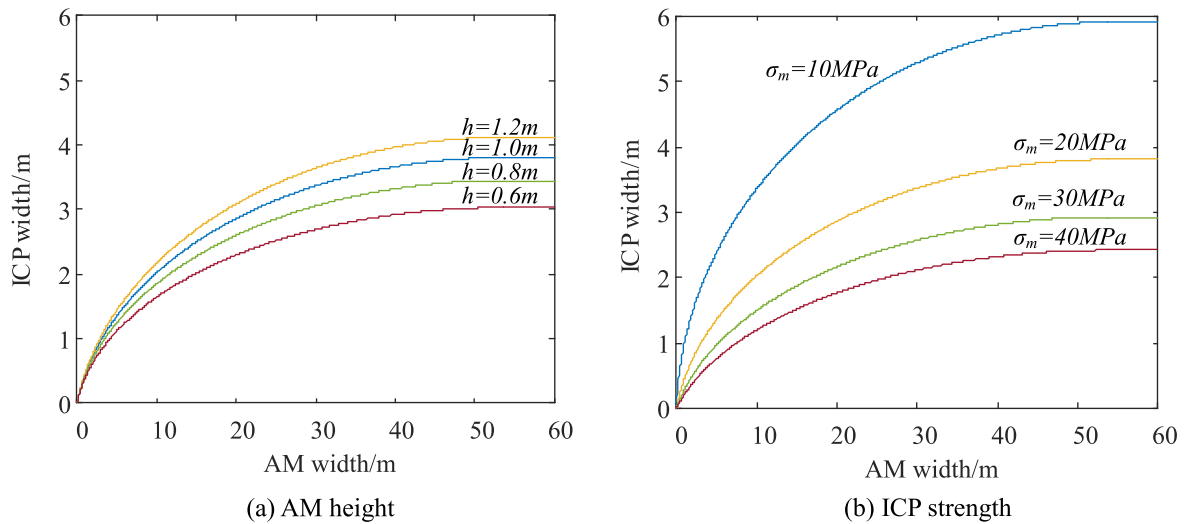 6
5
4
3
2
1
0
ICP width/m
h=1.2m
h=1.0m
h=0.8m
h=0.6m
0 10 20 30 40 50 60
AM width/m
(a) AM height
6
5
4
3
2
1
0
ICP width/m
σm=10MPa
σm=20MPa
σm=30MPa
σm=40MPa
0 10 20 30 40 50 60
AM width/m
(b) ICP strength